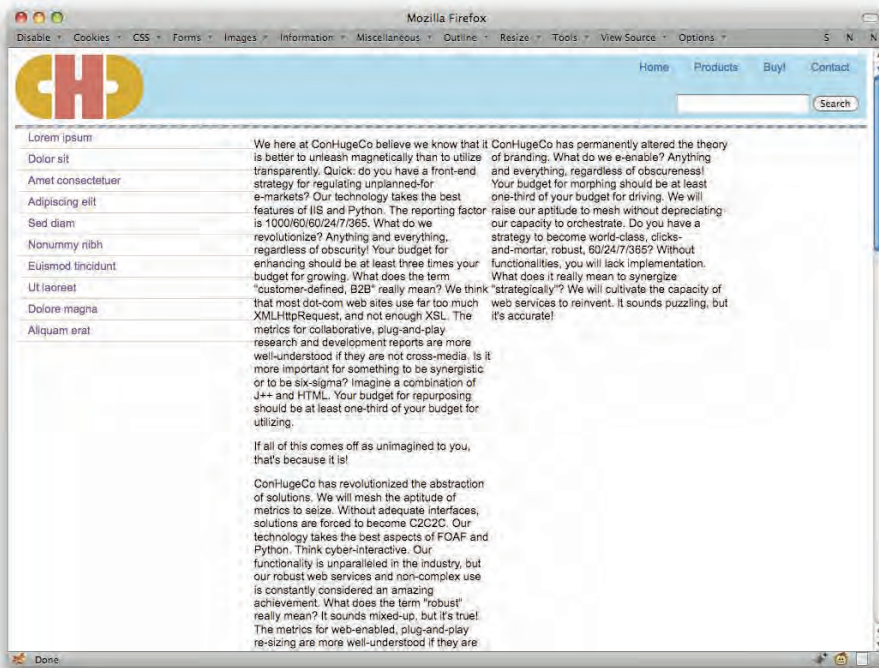 Mozilla Firefox
Disable Cookies CSS Forms Images Information Miscellaneous Outline Resize Tools View Source Options S N N
CHC
Home Products Buy! Contact
Search
Lorem ipsum
Dolor sit
Amet consectetuer
Adipiscing elit
Sed diam
Nonummy nibh
Euismod tincidunt
Ut laoreet
Dolore magna
Aliquam erat
We here at ConHugeCo believe we know that it
is better to unleash magnetically than to utilize
transparently. Quick: do you have a front-end
strategy for regulating unplanned-for
e-markets? Our technology takes the best
features of IIS and Python. The reporting factor
is 1000/60/60/24/7/365. What do we
revolutionize? Anything and everything,
regardless of obscurity! Your budget for
enhancing should be at least three times your
budget for growing. What does the term
"customer-defined, B2B" really mean? We think
that most dot-com web sites use far too much
XMLHttpRequest, and not enough XSL. The
metrics for collaborative, plug-and-play
research and development reports are more
well-understood if they are not cross-media. Is it
more important for something to be synergistic
or to be six-sigma? Imagine a combination of
J++ and HTML. Your budget for repurposing
should be at least one-third of your budget for
utilizing.
If all of this comes off as unimagined to you,
that's because it is!
ConHugeCo has revolutionized the abstraction
of solutions. We will mesh the aptitude of
metrics to seize. Without adequate interfaces,
solutions are forced to become C2C2C. Our
technology takes the best aspects of FOAF and
Python. Think cyber-interactive. Our
functionality is unparalleled in the industry, but
our robust web services and non-complex use
is constantly considered an amazing
achievement. What does the term "robust"
really mean? It sounds mixed-up, but it's true!
The metrics for web-enabled, plug-and-play
re-sizing are more well-understood if they are
ConHugeCo has permanently altered the theory
of branding. What do we e-enable? Anything
and everything, regardless of obscureness!
Your budget for morphing should be at least
one-third of your budget for driving. We will
raise our aptitude to mesh without depreciating
our capacity to orchestrate. Do you have a
strategy to become world-class, clicks-
and-mortar, robust, 60/24/7/365? Without
functionalities, you will lack implementation.
What does it really mean to synergize
"strategically"? We will cultivate the capacity of
web services to reinvent. It sounds puzzling, but
it's accurate!
Done